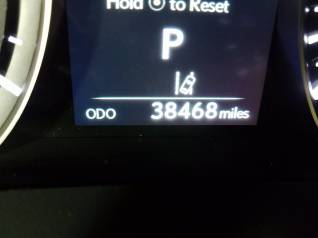 Hold ⦿ to Reset
P
ODO 38468 miles